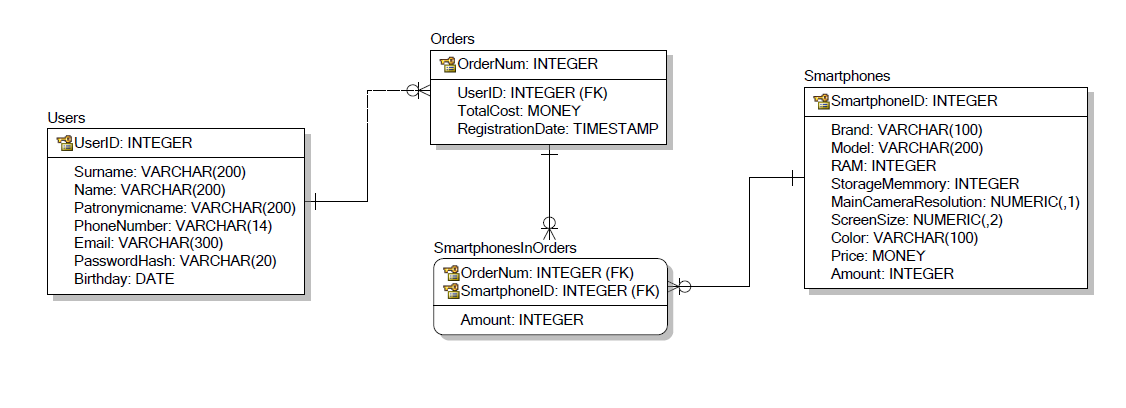 Users
UserID: INTEGER
Surname: VARCHAR(200)
Name: VARCHAR(200)
Patronymicname: VARCHAR(200)
PhoneNumber: VARCHAR(14)
Email: VARCHAR(300)
PasswordHash: VARCHAR(20)
Birthday: DATE
Orders
OrderNum: INTEGER
UserID: INTEGER (FK)
TotalCost: MONEY
RegistrationDate: TIMESTAMP
SmartphonesInOrders
OrderNum: INTEGER (FK)
SmartphoneID: INTEGER (FK)
Amount: INTEGER
Smartphones
SmartphoneID: INTEGER
Brand: VARCHAR(100)
Model: VARCHAR(200)
RAM: INTEGER
StorageMemmory: INTEGER
MainCameraResolution: NUMERIC(,1)
ScreenSize: NUMERIC(,2)
Color: VARCHAR(100)
Price: MONEY
Amount: INTEGER